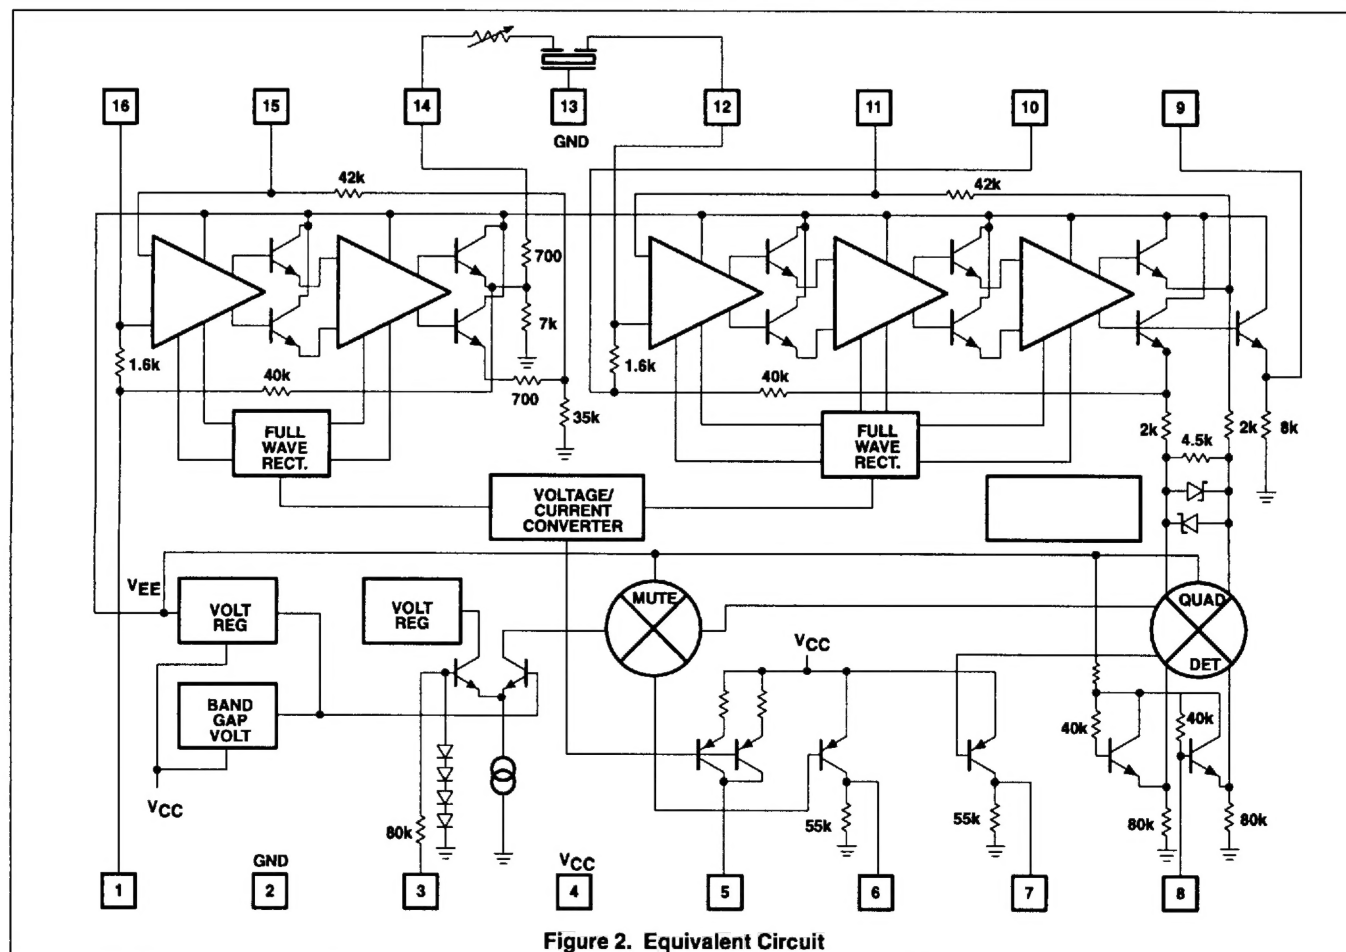 16
15
14
13
12
11
10
9
GND
42k
42k
700
7k
1.6k
40k
700
35k
1.6k
40k
2k
4.5k
2k
8k
FULL
WAVE
RECT.
FULL
WAVE
RECT.
VOLTAGE/
CURRENT
CONVERTER
VEE
VOLT
REG
VOLT
REG
MUTE
QUAD
DET
VCC
BAND
GAP
VOLT
VCC
40k
40k
80k
55k
55k
80k
80k
GND
VCC
1
2
3
4
5
6
7
8
Figure 2. Equivalent Circuit